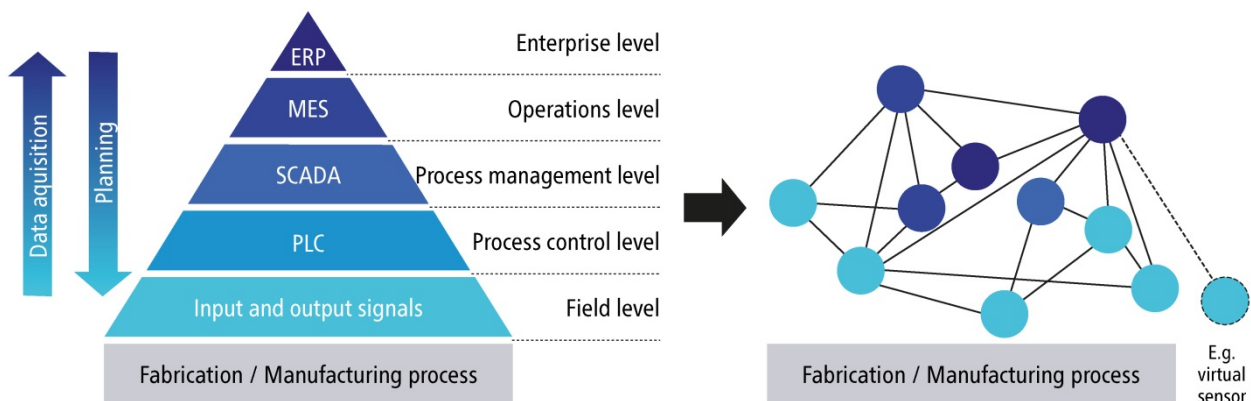 Data aquisition
Planning
ERP
Enterprise level
MES
Operations level
SCADA
Process management level
PLC
Process control level
Input and output signals
Field level
Fabrication / Manufacturing process
Fabrication / Manufacturing process
E.g.
virtual
sensor